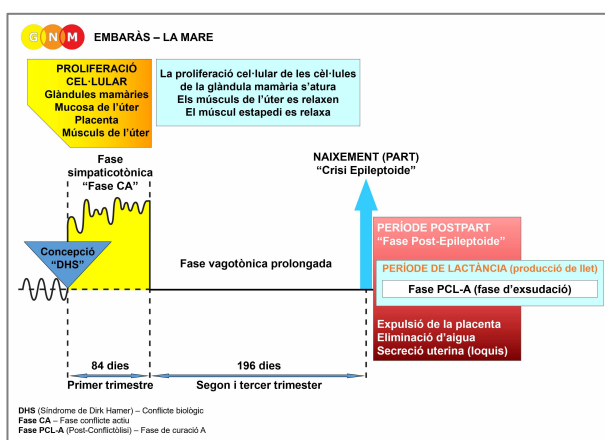 GNM EMBARÀS – LA MARE
PROLIFERACIÓ
CEL·LULAR
Glàndules mamàries
Mucosa de l'úter
Placenta
Músculs de l'úter
La proliferació cel·lular de les cèl·lules
de la glàndula mamària s'atura
Els músculs de l'úter es relaxen
El múscul estapedi es relaxa
Fase
simpaticotònica
“Fase CA”
NAIXEMENT (PART)
“Crisi Epileptoide”
Concepció
“DHS”
Fase vagotònica prolongada
PERÍODE POSTPART
“Fase Post-Epileptoide”
PERÍODE DE LACTÀNCIA (producció de llet)
Fase PCL-A (fase d'exsudació)
Expulsió de la placenta
Eliminació d'aigua
Secreció uterina (loquis)
84 dies
Primer trimestre
196 dies
Segon i tercer trimester
DHS (Síndrome de Dirk Hamer) – Conflicte biològic
Fase CA – Fase conflicte actiu
Fase PCL-A (Post-Conflictòlisi) – Fase de curació A